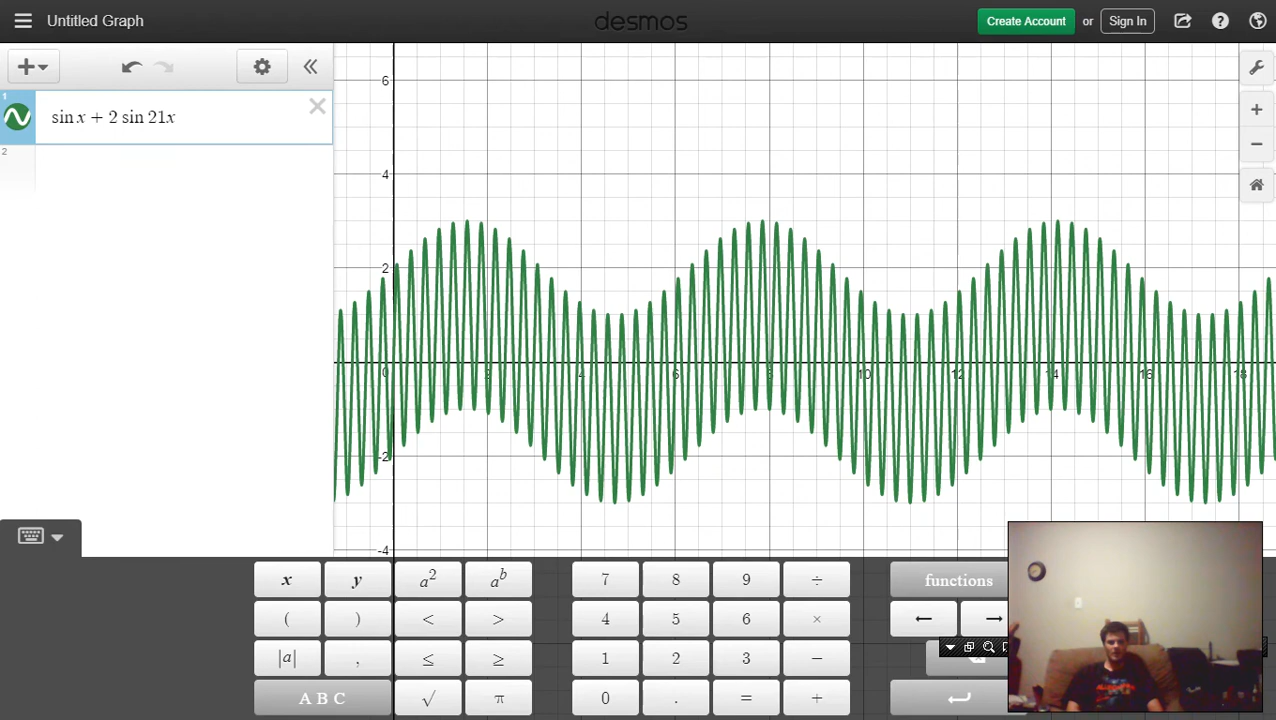 Untitled Graph
desmos
Create Account or Sign In
1
sin x + 2 sin 21x
2
6
4
2
0 2 4 6 8 10 12 14 16 18
-2
-4
x y a² aᵇ 7 8 9 ÷ functions
( ) < > 4 5 6 × ← →
|a| , ≤ ≥ 1 2 3 −
A B C √ π 0 . = +